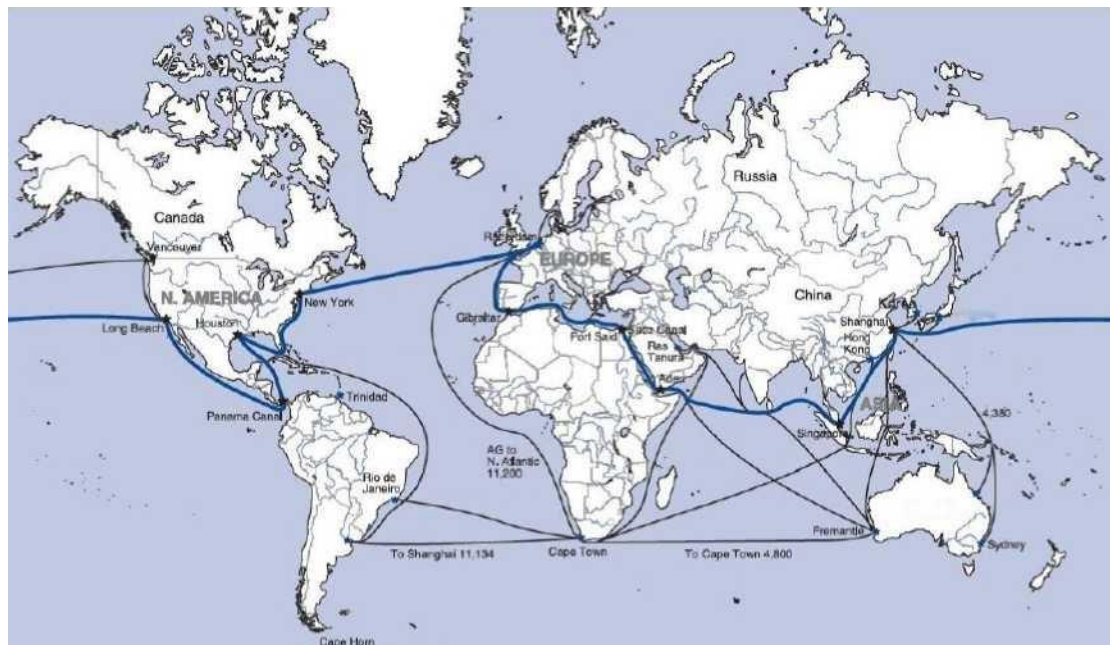 Canada
Vancouver
N. AMERICA
Long Beach
Houston
New York
Panama Canal
Trinidad
Rio de
Janeiro
Cape Horn
To Shanghai 11,134
AG to
N. Atlantic
11,200
Cape Town
To Cape Town 4,800
EUROPE
Gibraltar
Port Said
Suez Canal
Ras
Tanura
Aden
Russia
China
Korea
Shanghai
Hong
Kong
ASIA
Singapore
4,380
Fremantle
Sydney